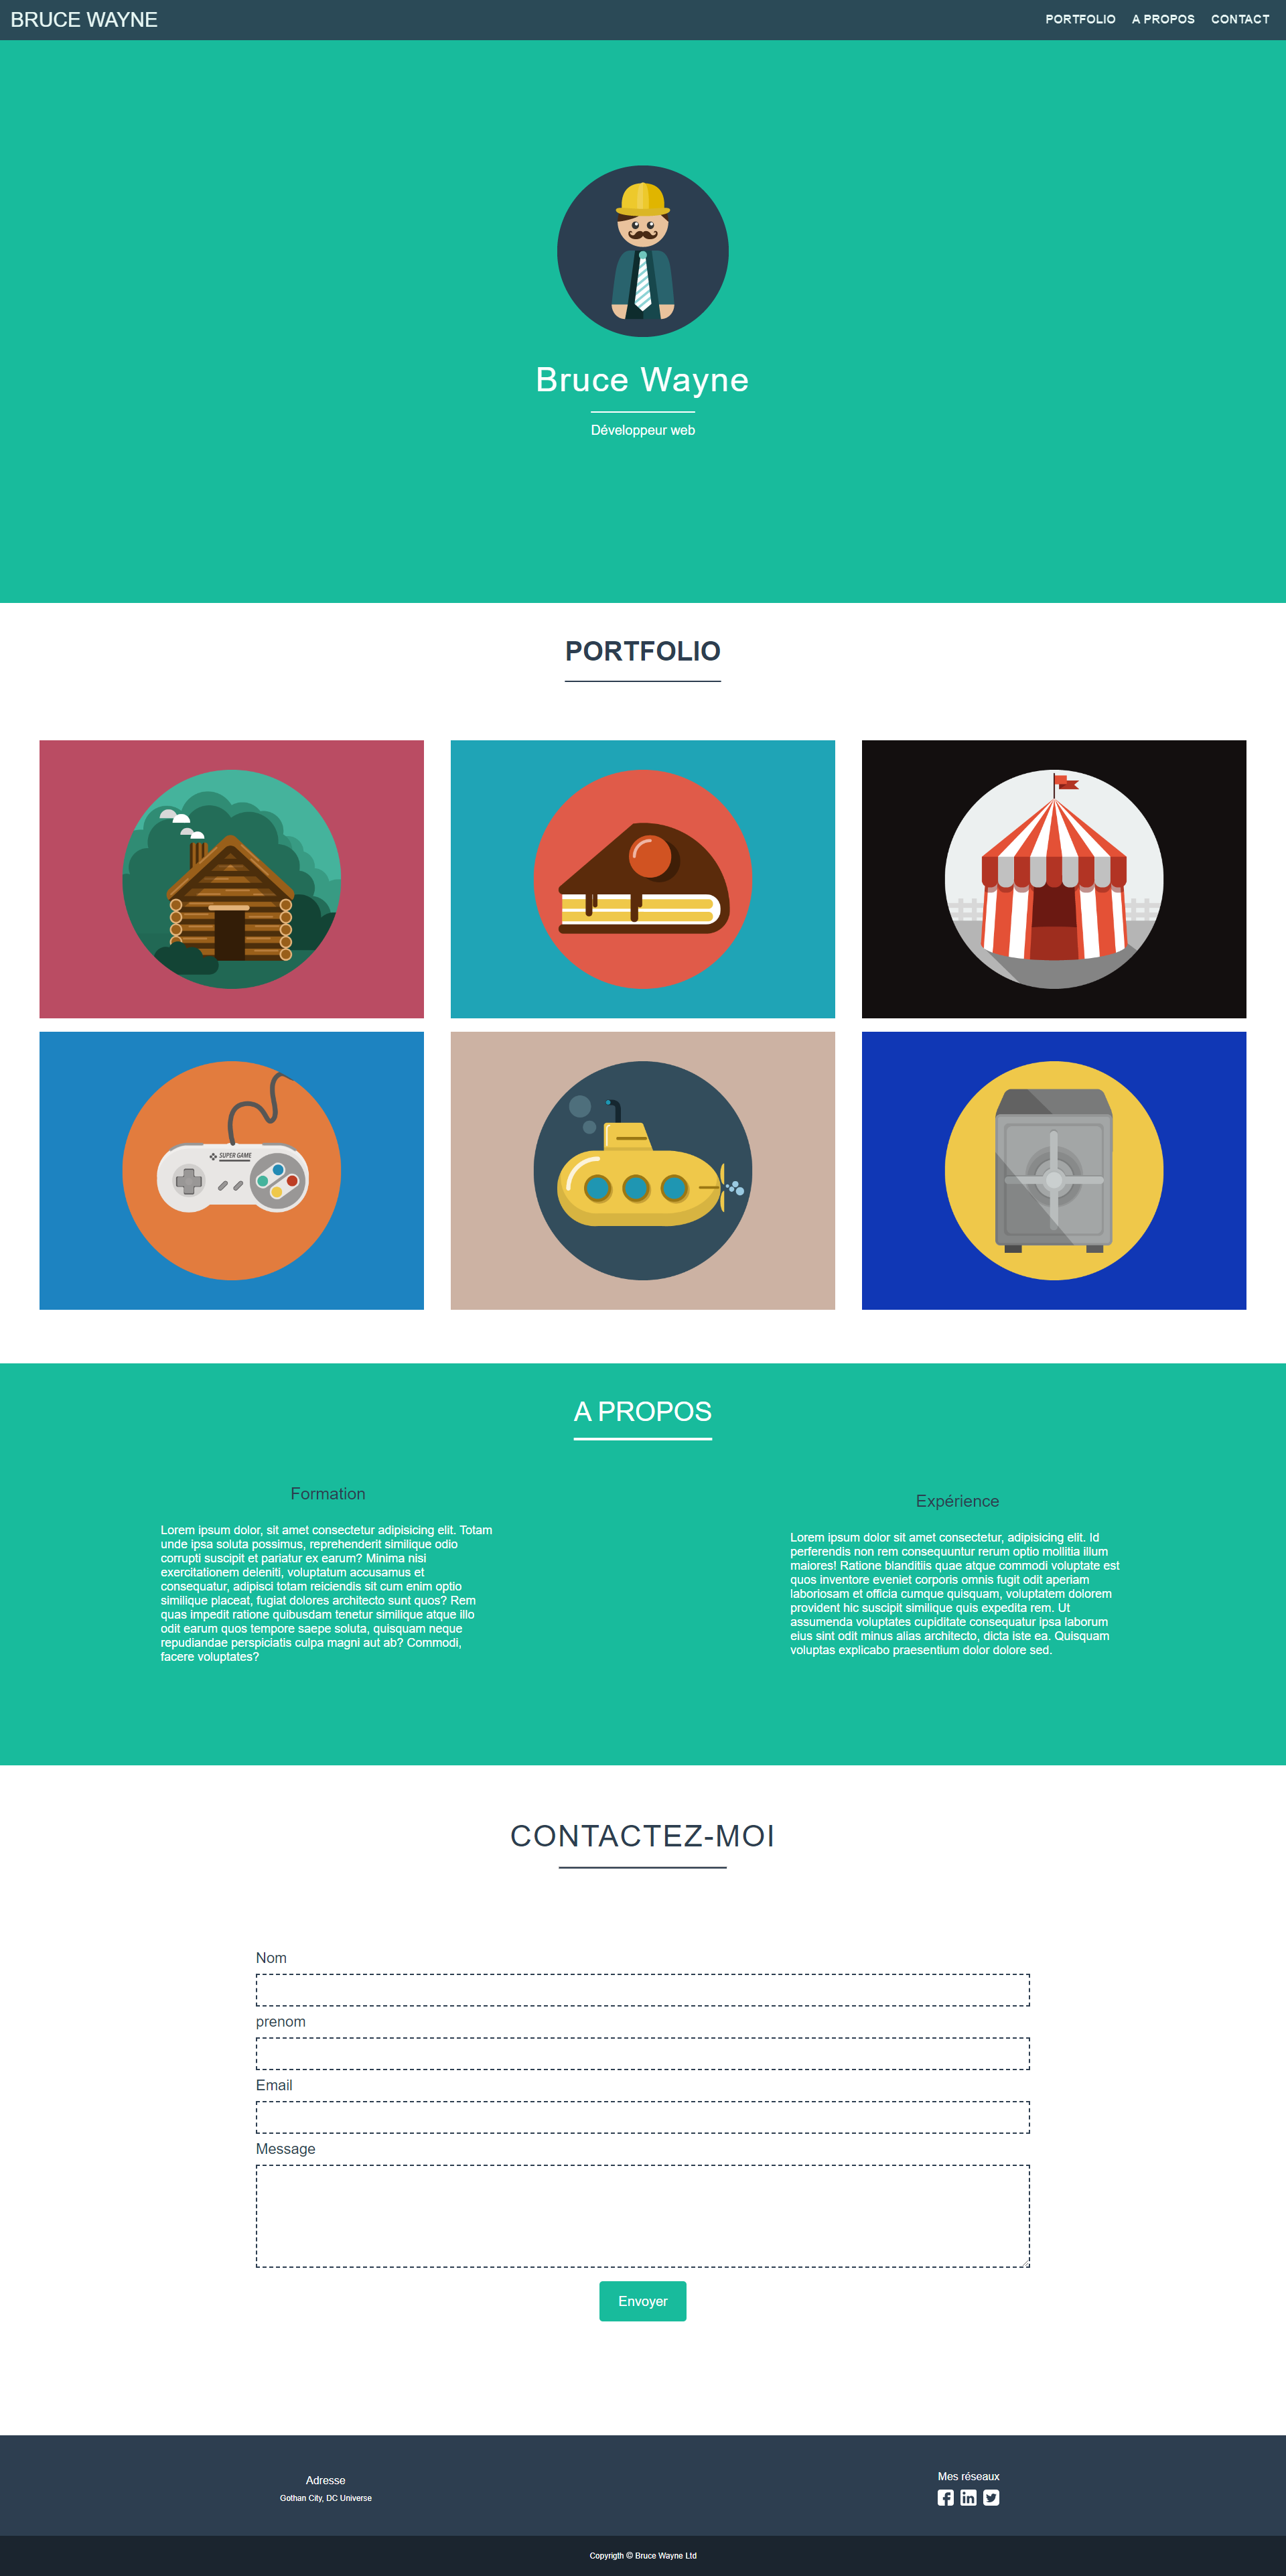 BRUCE WAYNE
PORTFOLIO A PROPOS CONTACT
Bruce Wayne
Développeur web
PORTFOLIO
SUPER GAME
A PROPOS
Formation
Lorem ipsum dolor, sit amet consectetur adipisicing elit. Totam
unde ipsa soluta possimus, reprehenderit similique odio
corrupti suscipit et pariatur ex earum? Minima nisi
exercitationem deleniti, voluptatum accusamus et
consequatur, adipisci totam reiciendis sit cum enim optio
similique placeat, fugiat dolores architecto sunt quos? Rem
quas impedit ratione quibusdam tenetur similique atque illo
odit earum quos tempore saepe soluta, quisquam neque
repudiandae perspiciatis culpa magni aut ab? Commodi,
facere voluptates?
Expérience
Lorem ipsum dolor sit amet consectetur, adipisicing elit. Id
perferendis non rem consequuntur rerum optio mollitia illum
maiores! Ratione blanditiis quae atque commodi voluptate est
quos inventore eveniet corporis omnis fugit odit aperiam
laboriosam et officia cumque quisquam, voluptatem dolorem
provident hic suscipit similique quis expedita rem. Ut
assumenda voluptates cupiditate consequatur ipsa laborum
eius sint odit minus alias architecto, dicta iste ea. Quisquam
voluptas explicabo praesentium dolor dolore sed.
CONTACTEZ-MOI
Nom
prenom
Email
Message
Envoyer
Adresse
Gothan City, DC Universe
Mes réseaux
Copyrigth © Bruce Wayne Ltd